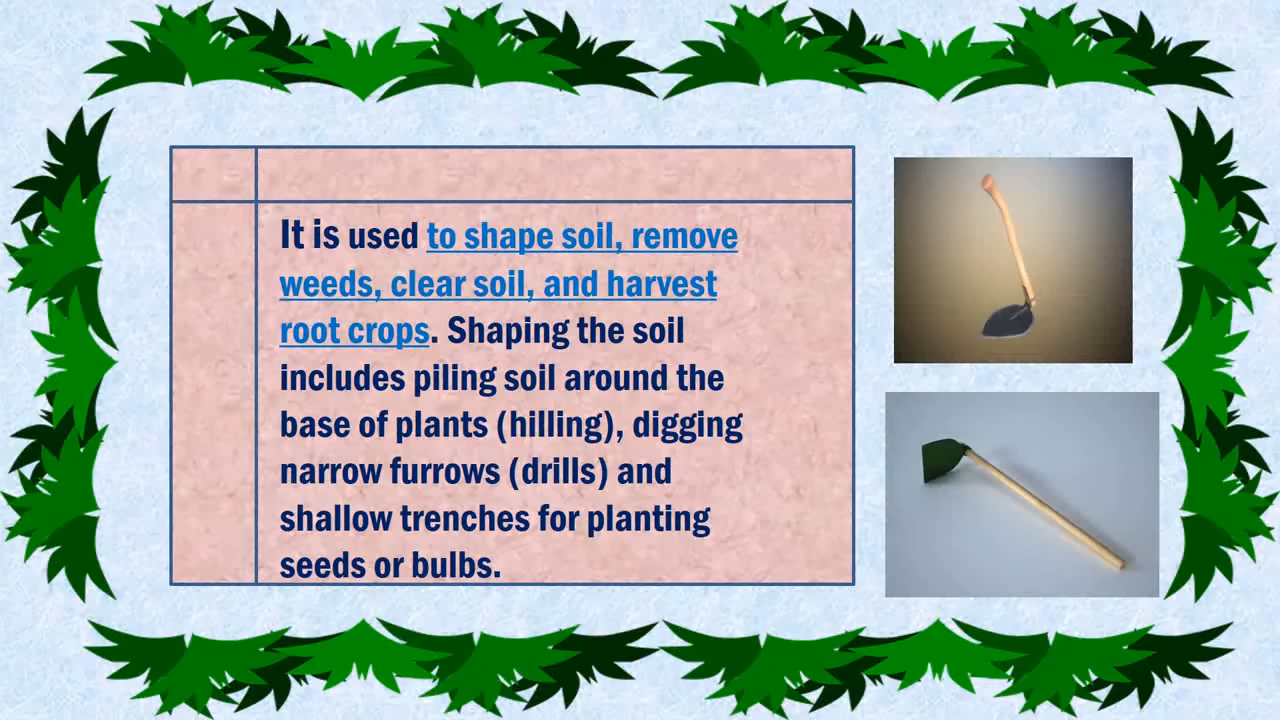 It is used to shape soil, remove
weeds, clear soil, and harvest
root crops. Shaping the soil
includes piling soil around the
base of plants (hilling), digging
narrow furrows (drills) and
shallow trenches for planting
seeds or bulbs.